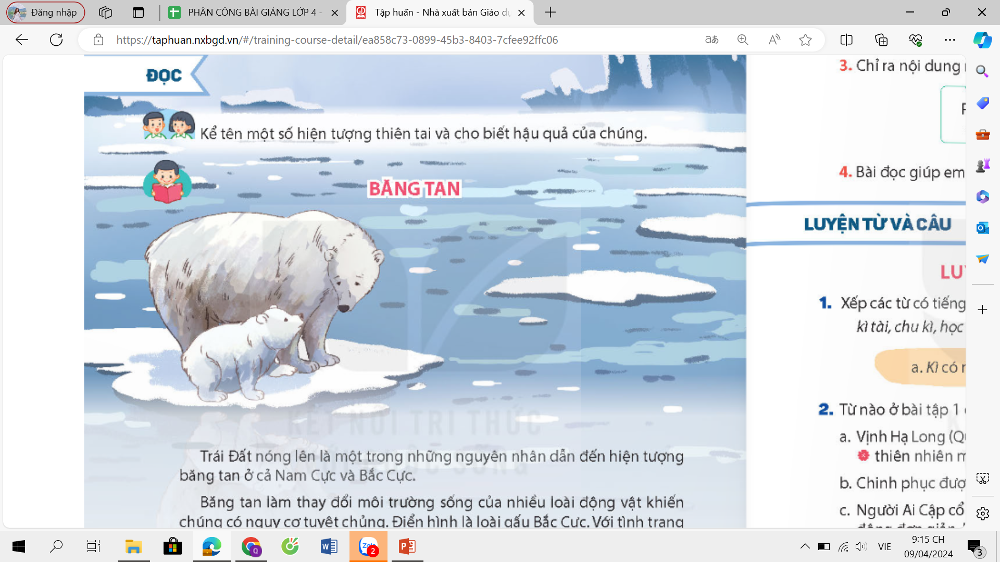 Đăng nhập
PHÂN CÔNG BÀI GIẢNG LỚP 4 -
Tập huấn - Nhà xuất bản Giáo dụ
https://taphuan.nxbgd.vn/#/training-course-detail/ea858c73-0899-45b3-8403-7cfee92ffc06
ĐỌC
Kể tên một số hiện tượng thiên tai và cho biết hậu quả của chúng.
BĂNG TAN
KẾT NỐI TRI THỨC
Trái Đất nóng lên là một trong những nguyên nhân dẫn đến hiện tượng
băng tan ở cả Nam Cực và Bắc Cực.
Băng tan làm thay đổi môi trường sống của nhiều loài động vật khiến
chúng có nguy cơ tuyệt chủng. Điển hình là loài gấu Bắc Cực. Với tình trạng
3. Chỉ ra nội dung
4. Bài đọc giúp em
LUYỆN TỪ VÀ CÂU
LU
1. Xếp các từ có tiếng
kì tài, chu kì, học
a. Kì có
2. Từ nào ở bài tập 1
a. Vịnh Hạ Long (Qu
thiên nhiên m
b. Chinh phục đượ
c. Người Ai Cập cổ
VIE
9:15 CH
09/04/2024
2
3